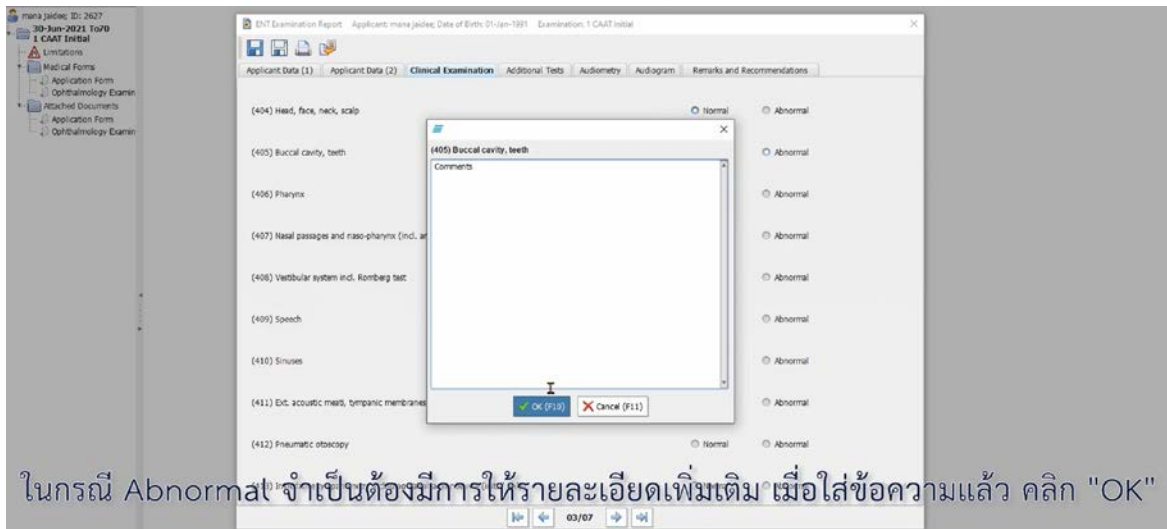 mana jaidee; ID: 2627
30-Jun-2021 To70
1 CAAT Initial
Limitations
Medical Forms
Application Form
Ophthalmology Examin
Attached Documents
Application Form
Ophthalmology Examin
ENT Examination Report Applicant: mana jaidee; Date of Birth: 01-Jan-1991 Examination: 1 CAAT Initial
Applicant Data (1) Applicant Data (2) Clinical Examination Additional Tests Audiometry Audiogram Remarks and Recommendations
(404) Head, face, neck, scalp Normal Abnormal
(405) Buccal cavity, teeth Abnormal
(406) Pharynx Abnormal
(407) Nasal passages and naso-pharynx (incl. an Abnormal
(408) Vestibular system incl. Romberg test Abnormal
(409) Speech Abnormal
(410) Sinuses Abnormal
(411) Ext. acoustic meati, tympanic membranes Abnormal
(412) Pneumatic otoscopy Normal Abnormal
(405) Buccal cavity, teeth
Comments
OK (F10) Cancel (F11)
ในกรณี Abnormal จำเป็นต้องมีการให้รายละเอียดเพิ่มเติม เมื่อใส่ข้อความแล้ว คลิก "OK"
03/07